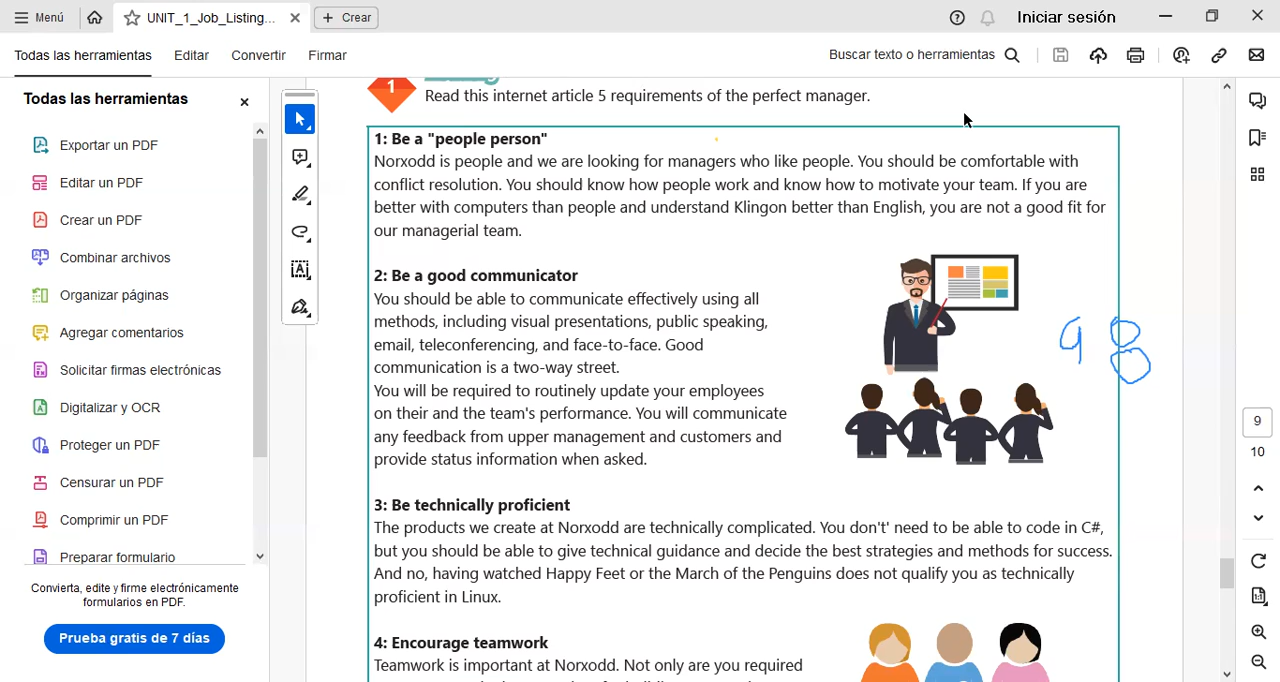 Menú
UNIT_1_Job_Listing...
Crear
Iniciar sesión
Todas las herramientas
Editar
Convertir
Firmar
Buscar texto o herramientas
Todas las herramientas
Exportar un PDF
Editar un PDF
Crear un PDF
Combinar archivos
Organizar páginas
Agregar comentarios
Solicitar firmas electrónicas
Digitalizar y OCR
Proteger un PDF
Censurar un PDF
Comprimir un PDF
Preparar formulario
Convierta, edite y firme electrónicamente
formularios en PDF.
Prueba gratis de 7 días
1
Read this internet article 5 requirements of the perfect manager.
1: Be a "people person"
Norxodd is people and we are looking for managers who like people. You should be comfortable with
conflict resolution. You should know how people work and know how to motivate your team. If you are
better with computers than people and understand Klingon better than English, you are not a good fit for
our managerial team.
2: Be a good communicator
You should be able to communicate effectively using all
methods, including visual presentations, public speaking,
email, tele-conferencing, and face-to-face. Good
communication is a two-way street.
You will be required to routinely update your employees
on their and the team's performance. You will communicate
any feedback from upper management and customers and
provide status information when asked.
98
3: Be technically proficient
The products we create at Norxodd are technically complicated. You don't' need to be able to code in C#,
but you should be able to give technical guidance and decide the best strategies and methods for success.
And no, having watched Happy Feet or the March of the Penguins does not qualify you as technically
proficient in Linux.
4: Encourage teamwork
Teamwork is important at Norxodd. Not only are you required
9
10